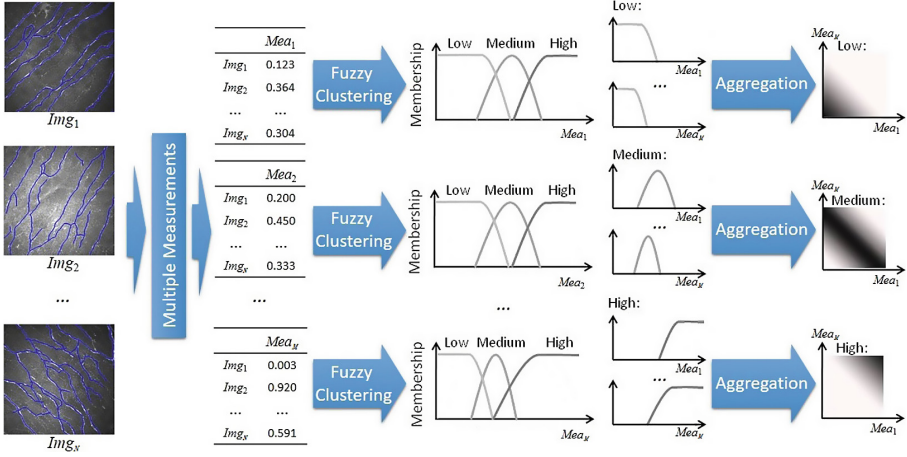 Img1
Img2
...
ImgN
Multiple Measurements
Mea1
Img1 0.123
Img2 0.364
... ...
ImgN 0.304
Mea2
Img1 0.200
Img2 0.450
... ...
ImgN 0.333
...
MeaM
Img1 0.003
Img2 0.920
... ...
ImgN 0.591
Fuzzy
Clustering
Fuzzy
Clustering
Fuzzy
Clustering
Membership
Low Medium High
Mea1
Membership
Low Medium High
Mea2
...
Membership
Low Medium High
MeaM
Low:
Mea1
...
MeaM
Medium:
Mea1
...
MeaM
High:
Mea1
...
MeaM
Aggregation
Aggregation
Aggregation
MeaM
Low:
Mea1
MeaM
Medium:
Mea1
MeaM
High:
Mea1